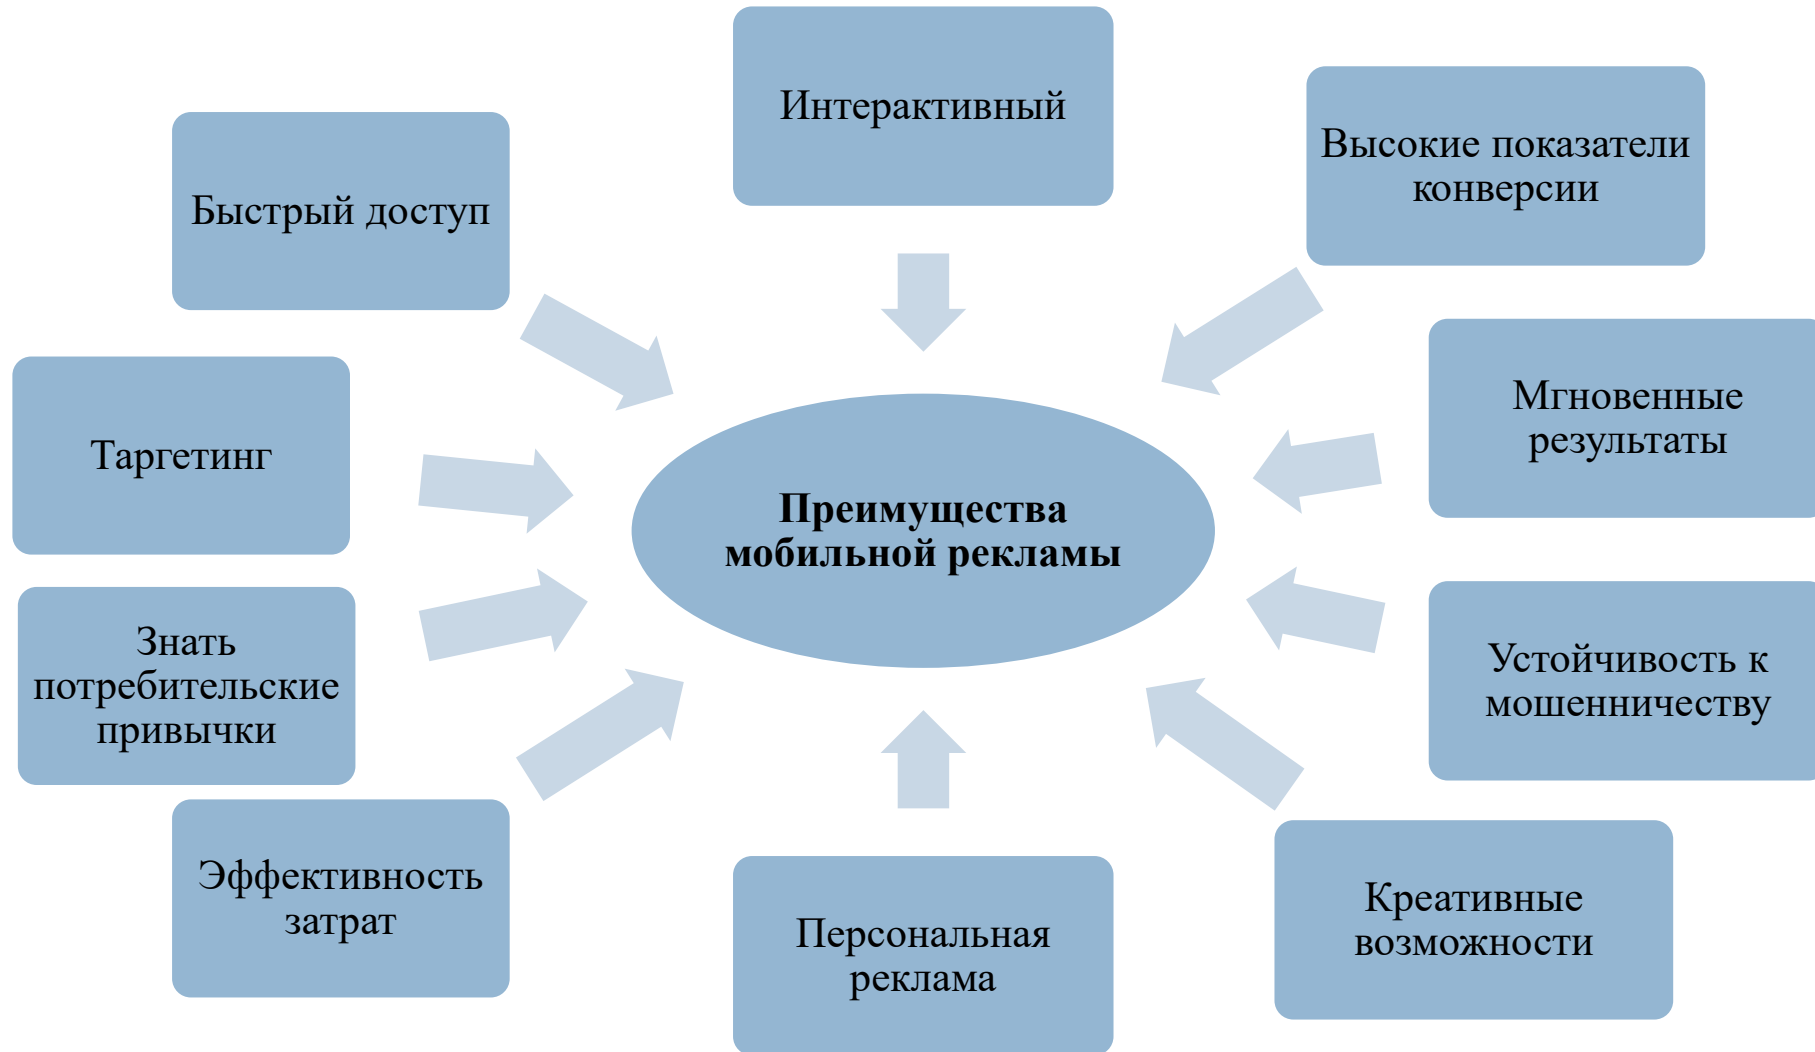 Интерактивный
Высокие показатели
конверсии
Быстрый доступ
Мгновенные
результаты
Таргетинг
Преимущества
мобильной рекламы
Знать
потребительские
привычки
Устойчивость к
мошенничеству
Эффективность
затрат
Креативные
возможности
Персональная
реклама